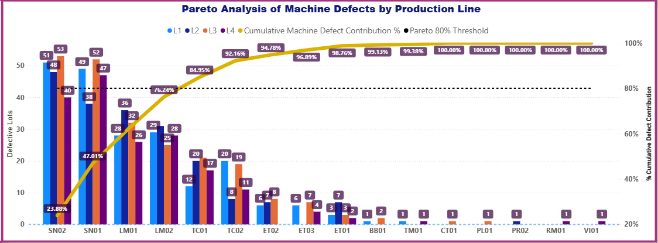 Pareto Analysis of Machine Defects by Production Line
L1 L2 L3 L4 Cumulative Machine Defect Contribution % Pareto 80% Threshold
Defective Lots
50
40
30
20
10
0
51 48 53 40
49 38 52 47
28 36 32 26
29 25 28
12 20 21 17
20 8 19 11
6 7 8
6 7 4
3 7 3 2
1 2
1 1
1
1
1
1
1
23.88%
47.01%
76.24%
84.95%
92.16%
94.78%
96.89%
98.76%
99.13%
99.38%
100.00%
100.00%
100.00%
100.00%
100.00%
SN02 SN01 LM01 LM02 TC01 TC02 ET02 ET03 ET01 BB01 TM01 CT01 PL01 PR02 RM01 VI01
100%
80%
60%
40%
20%
% Cumulative Defect Contribution